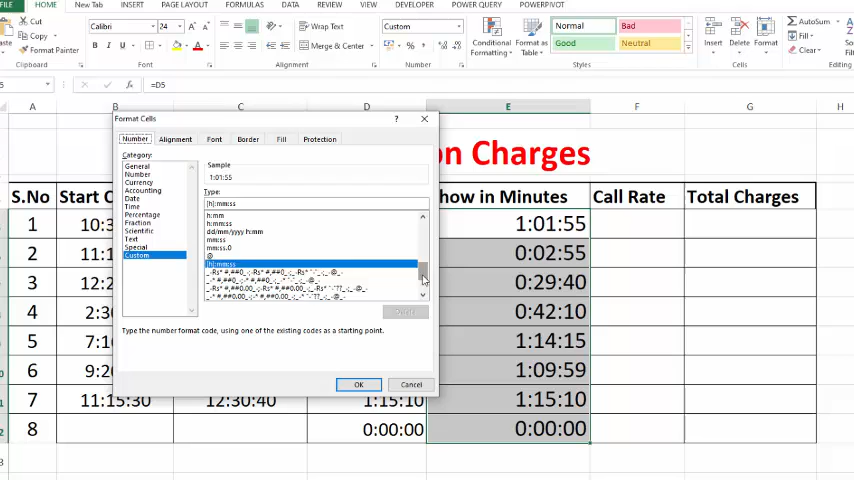 FILE HOME New Tab INSERT PAGE LAYOUT FORMULAS DATA REVIEW VIEW DEVELOPER POWER QUERY POWERPIVOT
Cut
Copy
Format Painter
Calibri 24
B I U
Wrap Text
Merge & Center
Custom
Conditional Formatting
Format as Table
Normal Bad
Good Neutral
Insert Delete Format
AutoSum
Fill
Clear
Clipboard Font Alignment Number Styles Cells
=D5
A B C D E F G H
on Charges
S.No Start C how in Minutes Call Rate Total Charges
1 10:3 1:01:55
2 11:1 0:02:55
3 12:3 0:29:40
4 2:30 0:42:10
5 7:10 1:14:15
6 9:20 1:09:59
7 11:15:30 12:30:40 1:15:10 1:15:10
8 0:00:00 0:00:00
Format Cells ?
Number Alignment Font Border Fill Protection
Category:
General
Number
Currency
Accounting
Date
Time
Percentage
Fraction
Scientific
Text
Special
Custom
Sample
1:01:55
Type:
[h]:mm:ss
h:mm
h:mm:ss
dd/mm/yyyy h:mm
mm:ss
mm:ss.0
@
[h]:mm:ss
Delete
Type the number format code, using one of the existing codes as a starting point.
OK Cancel